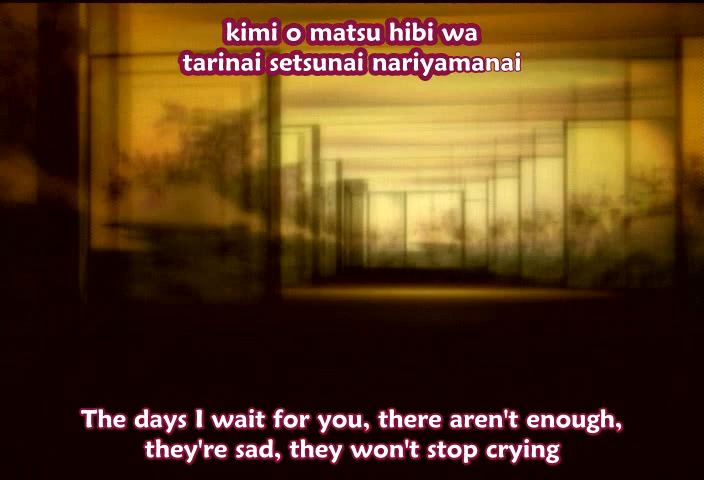 kimi o matsu hibi wa
tarinai setsunai nariyamanai
The days I wait for you, there aren't enough,
they're sad, they won't stop crying